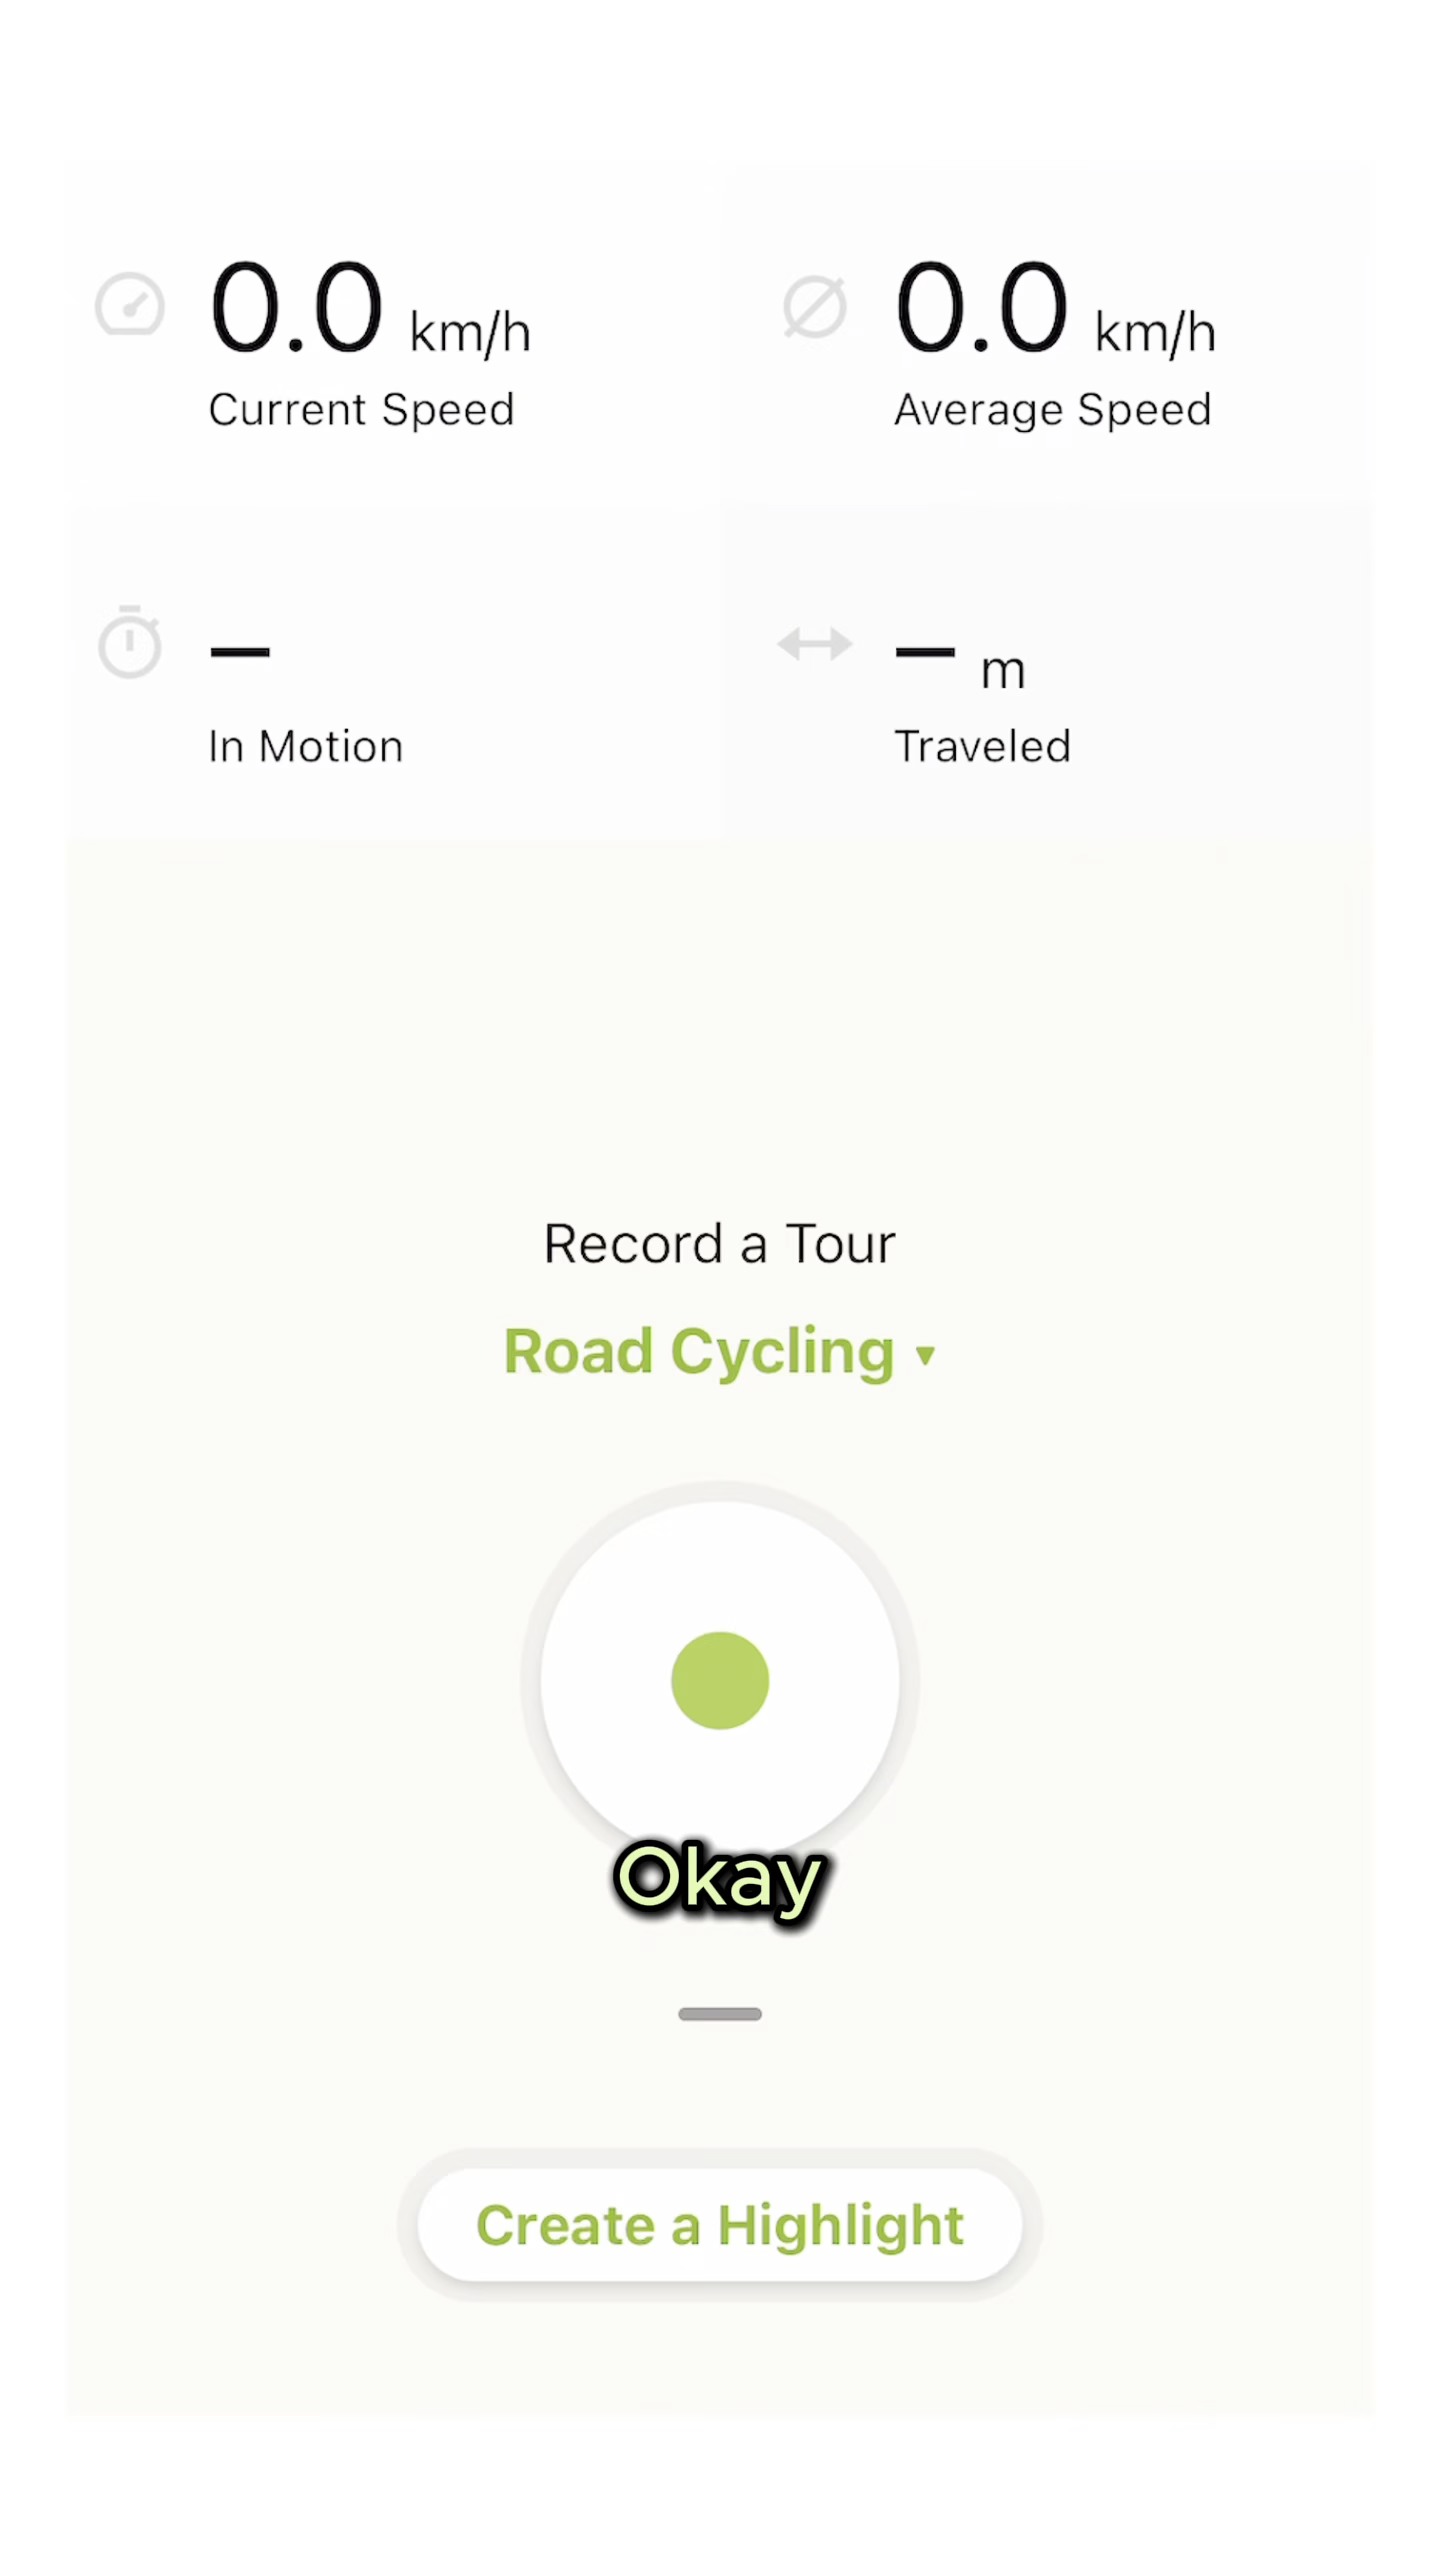 0.0 km/h
Current Speed
0.0 km/h
Average Speed
–
In Motion
– m
Traveled
Record a Tour
Road Cycling ▾
Okay
Create a Highlight